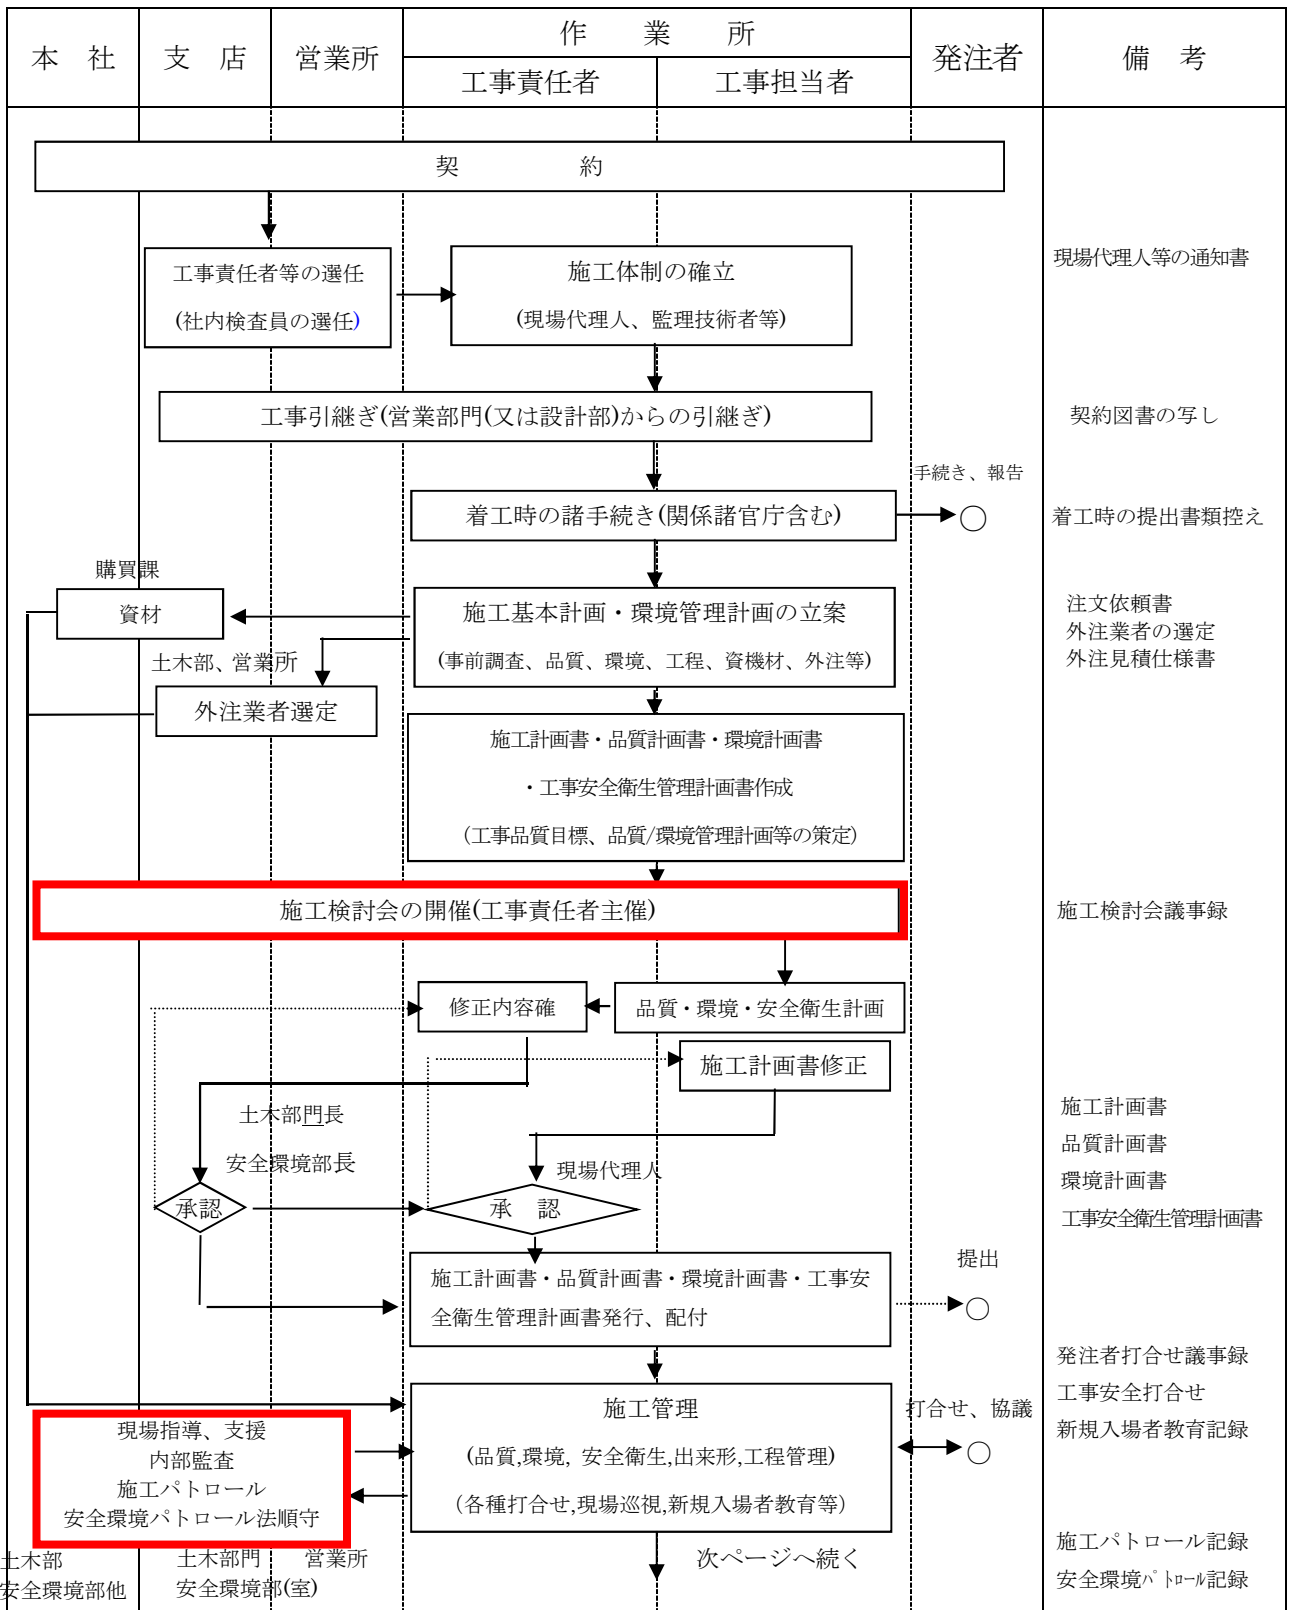 本　社
支　店
営業所
作　業　所
工事責任者
工事担当者
発注者
備　考
契　　　　　約
工事責任者等の選任
(社内検査員の選任)
施工体制の確立
(現場代理人、監理技術者等)
現場代理人等の通知書
工事引継ぎ(営業部門(又は設計部)からの引継ぎ)
契約図書の写し
手続き、報告
着工時の諸手続き(関係諸官庁含む)
○
着工時の提出書類控え
購買課
資材
施工基本計画・環境管理計画の立案
(事前調査、品質、環境、工程、資機材、外注等)
注文依頼書
外注業者の選定
外注見積仕様書
土木部、営業所
外注業者選定
施工計画書・品質計画書・環境計画書
・工事安全衛生管理計画書作成
(工事品質目標、品質/環境管理計画等の策定)
施工検討会の開催(工事責任者主催)
施工検討会議事録
修正内容確
品質・環境・安全衛生計画
施工計画書修正
土木部門長
安全環境部長
現場代理人
承認
承　認
施工計画書
品質計画書
環境計画書
工事安全衛生管理計画書
施工計画書・品質計画書・環境計画書・工事安
全衛生管理計画書発行、配付
提出
○
発注者打合せ議事録
工事安全打合せ
新規入場者教育記録
施工管理
(品質,環境, 安全衛生,出来形,工程管理)
(各種打合せ,現場巡視,新規入場者教育等)
打合せ、協議
○
現場指導、支援
内部監査
施工パトロール
安全環境パトロール法順守
土木部
安全環境部他
土木部門
安全環境部(室)
営業所
次ページへ続く
施工パトロール記録
安全環境ﾊﾟﾄﾛｰﾙ記録